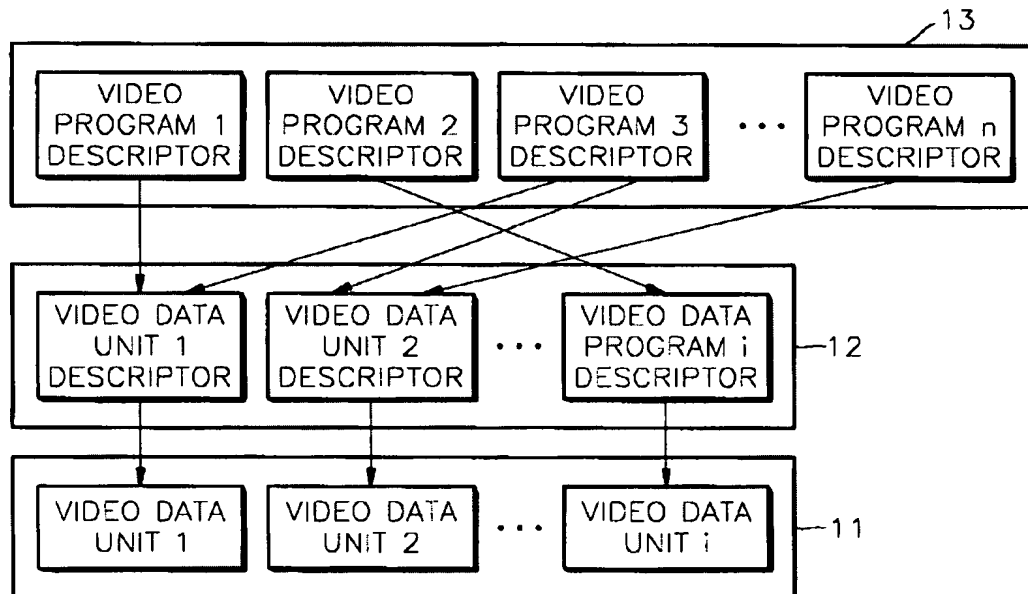 13
VIDEO
PROGRAM 1
DESCRIPTOR
VIDEO
PROGRAM 2
DESCRIPTOR
VIDEO
PROGRAM 3
DESCRIPTOR
•••
VIDEO
PROGRAM n
DESCRIPTOR
VIDEO DATA
UNIT 1
DESCRIPTOR
VIDEO DATA
UNIT 2
DESCRIPTOR
•••
VIDEO DATA
PROGRAM i
DESCRIPTOR
12
VIDEO DATA
UNIT 1
VIDEO DATA
UNIT 2
•••
VIDEO DATA
UNIT i
11